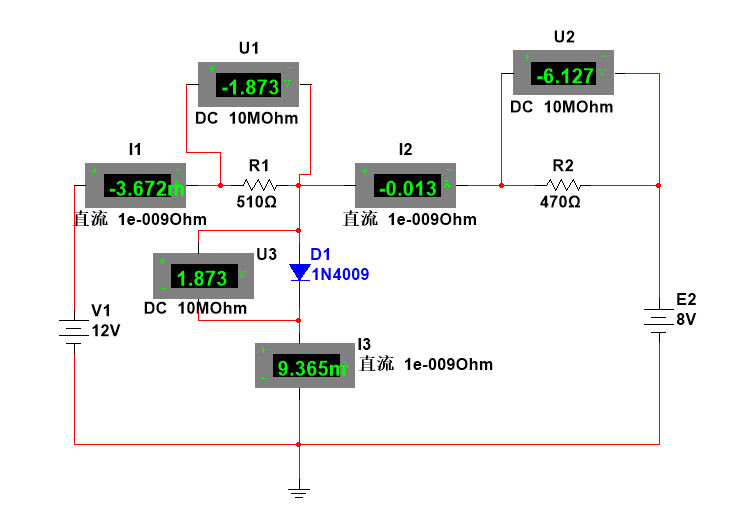 U1
-1.873
DC 10MOhm
U2
-6.127
DC 10MOhm
I1
-3.672m
直流 1e-009Ohm
R1
510Ω
I2
-0.013 A
直流 1e-009Ohm
R2
470Ω
U3
1.873 V
DC 10MOhm
D1
1N4009
V1
12V
E2
8V
I3
9.365m
直流 1e-009Ohm